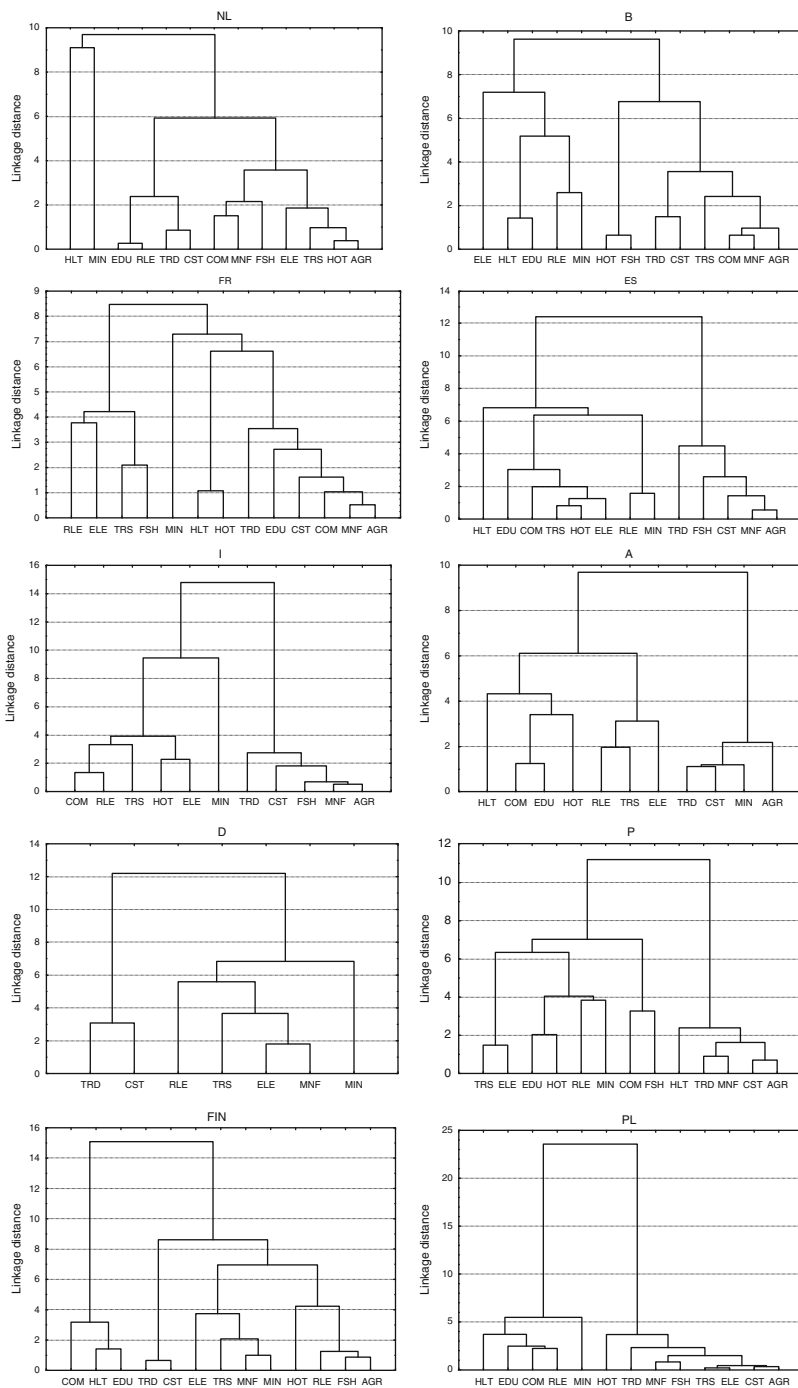 NL
Linkage distance
10
8
6
4
2
0
HLT MIN EDU RLE TRD CST COM MNF FSH ELE TRS HOT AGR
B
Linkage distance
10
8
6
4
2
0
ELE HLT EDU RLE MIN HOT FSH TRD CST TRS COM MNF AGR
FR
Linkage distance
9
8
7
6
5
4
3
2
1
0
RLE ELE TRS FSH MIN HLT HOT TRD EDU CST COM MNF AGR
ES
Linkage distance
14
12
10
8
6
4
2
0
HLT EDU COM TRS HOT ELE RLE MIN TRD FSH CST MNF AGR
I
Linkage distance
16
14
12
10
8
6
4
2
0
COM RLE TRS HOT ELE MIN TRD CST FSH MNF AGR
A
Linkage distance
10
8
6
4
2
0
HLT COM EDU HOT RLE TRS ELE TRD CST MIN AGR
D
Linkage distance
14
12
10
8
6
4
2
0
TRD CST RLE TRS ELE MNF MIN
P
Linkage distance
12
10
8
6
4
2
0
TRS ELE EDU HOT RLE MIN COM FSH HLT TRD MNF CST AGR
FIN
Linkage distance
16
14
12
10
8
6
4
2
0
COM HLT EDU TRD CST ELE TRS MNF MIN HOT RLE FSH AGR
PL
Linkage distance
25
20
15
10
5
0
HLT EDU COM RLE MIN HOT TRD MNF FSH TRS ELE CST AGR